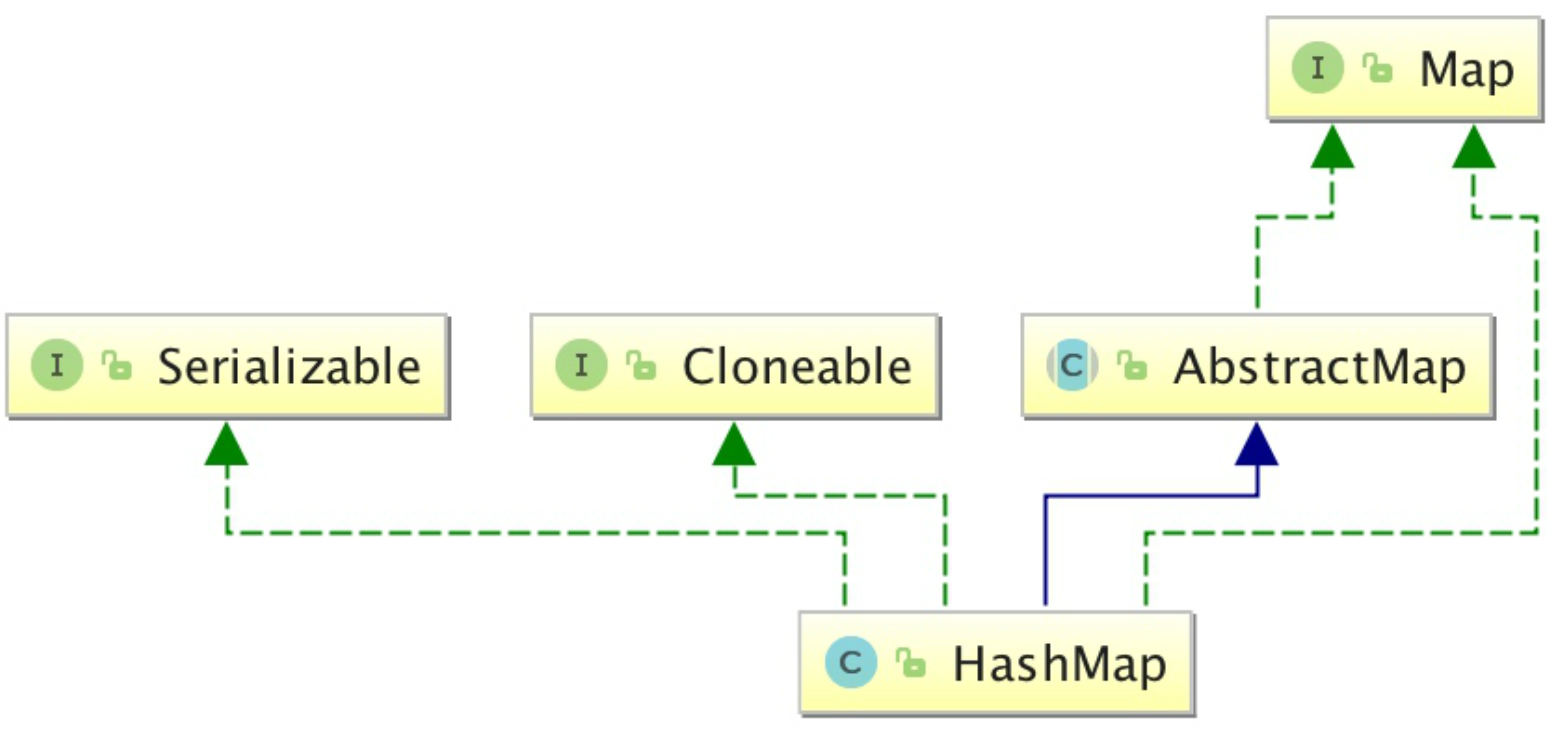 I Map
I Serializable
I Cloneable
C AbstractMap
C HashMap